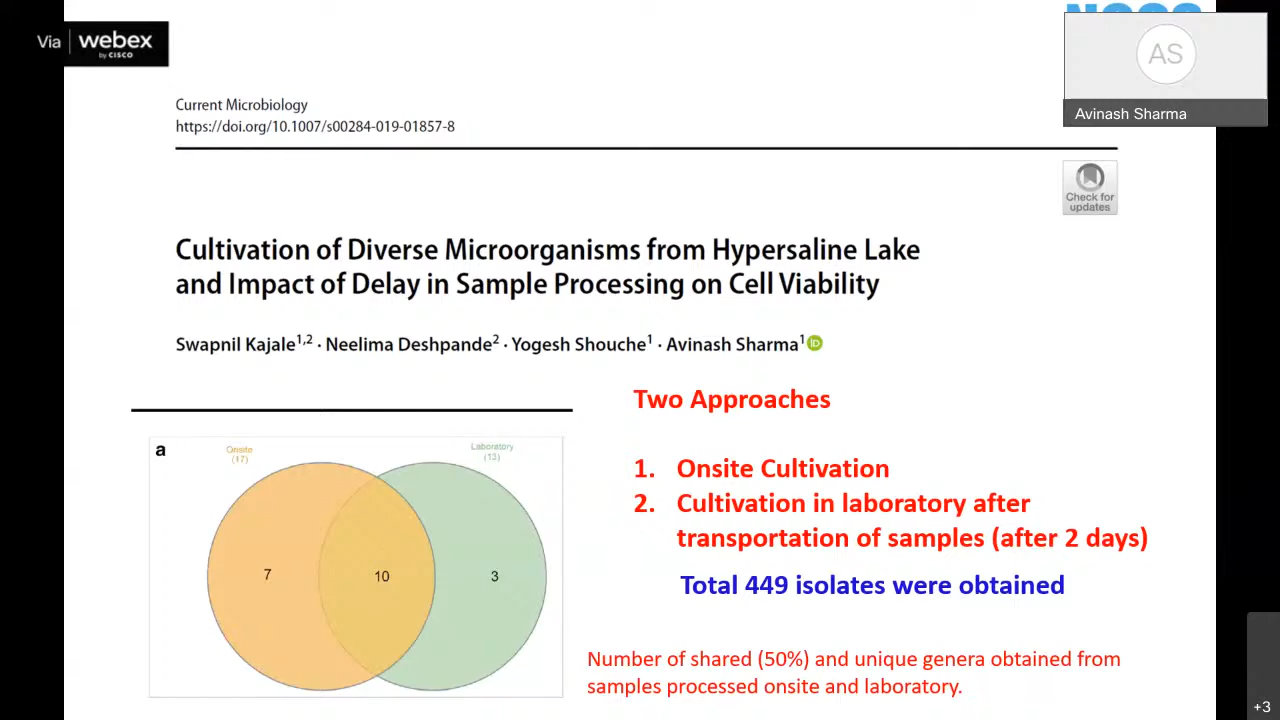 Via webex
by CISCO
AS
Avinash Sharma
Current Microbiology
https://doi.org/10.1007/s00284-019-01857-8
Check for
updates
Cultivation of Diverse Microorganisms from Hypersaline Lake
and Impact of Delay in Sample Processing on Cell Viability
Swapnil Kajale1,2 · Neelima Deshpande2 · Yogesh Shouche1 · Avinash Sharma1 iD
Two Approaches
a
Onsite
(17)
Laboratory
(13)
7
10
3
1. Onsite Cultivation
2. Cultivation in laboratory after
transportation of samples (after 2 days)
Total 449 isolates were obtained
Number of shared (50%) and unique genera obtained from
samples processed onsite and laboratory.
+3